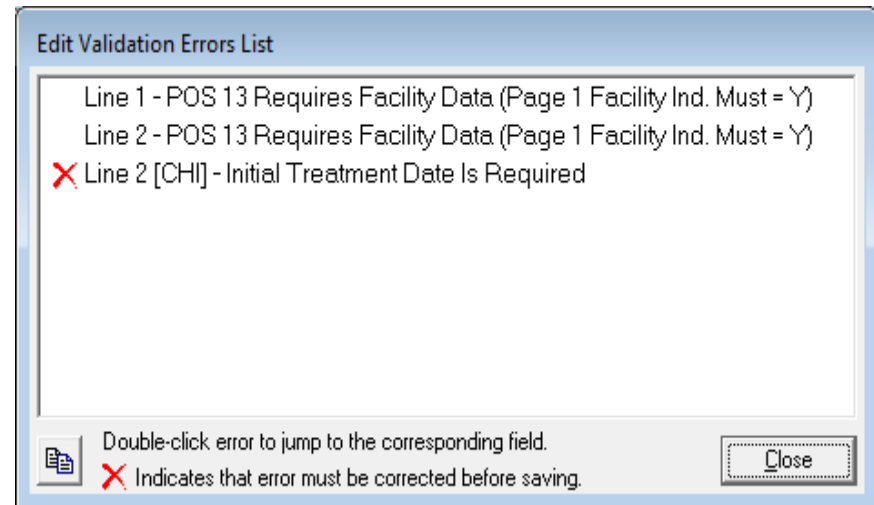 Edit Validation Errors List
Line 1 - POS 13 Requires Facility Data (Page 1 Facility Ind. Must = Y)
Line 2 - POS 13 Requires Facility Data (Page 1 Facility Ind. Must = Y)
Line 2 [CHI] - Initial Treatment Date Is Required
Double-click error to jump to the corresponding field.
Indicates that error must be corrected before saving.
Close